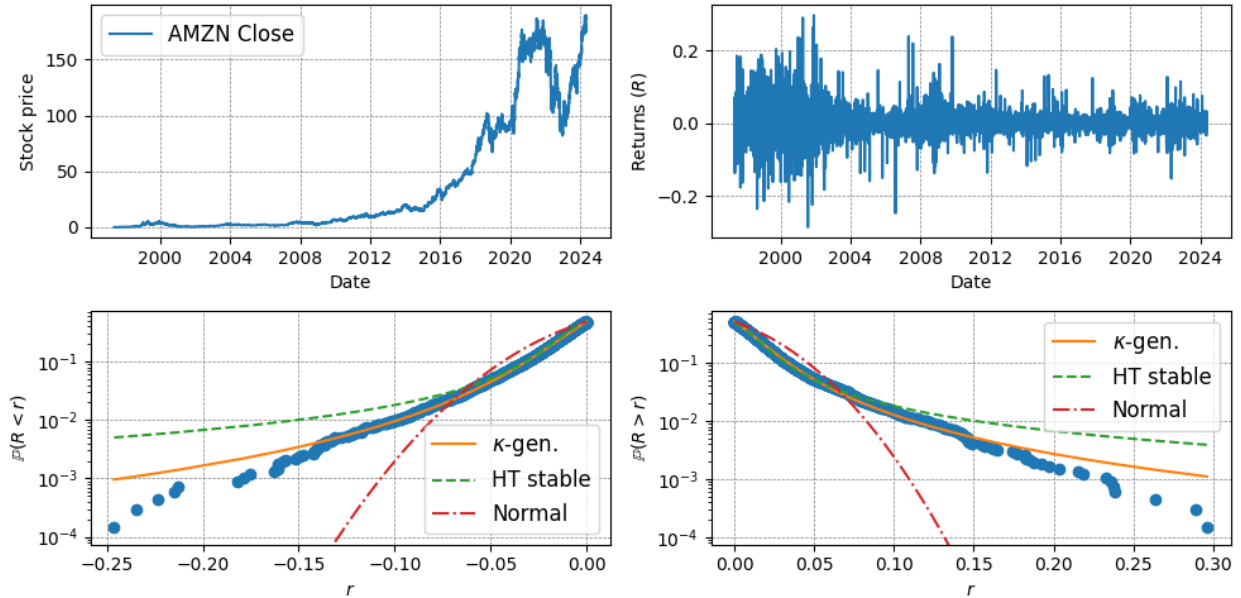 AMZN Close
Stock price
150
100
50
0
2000 2004 2008 2012 2016 2020 2024
Date
Returns (R)
0.2
0.0
−0.2
2000 2004 2008 2012 2016 2020 2024
Date
ℙ(R < r)
10⁻¹
10⁻²
10⁻³
10⁻⁴
κ-gen.
HT stable
Normal
−0.25 −0.20 −0.15 −0.10 −0.05 0.00
r
ℙ(R > r)
10⁻¹
10⁻²
10⁻³
10⁻⁴
κ-gen.
HT stable
Normal
0.00 0.05 0.10 0.15 0.20 0.25 0.30
r